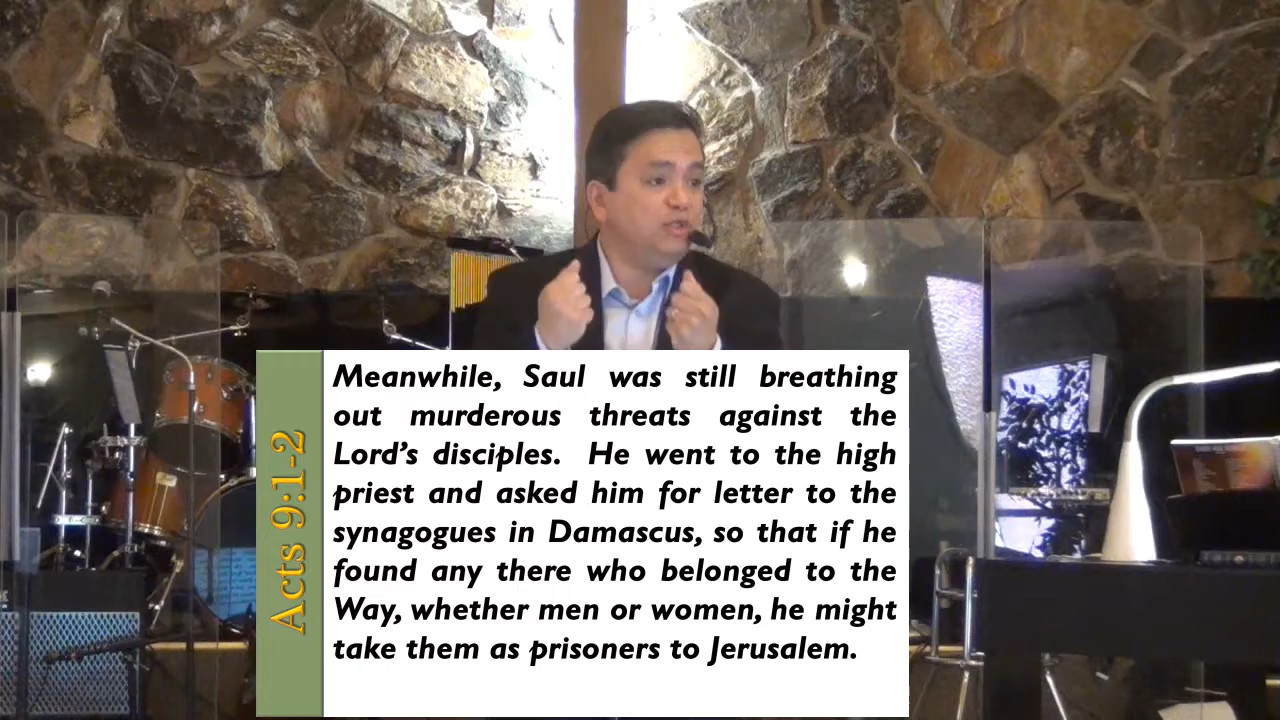 Acts 9:1-2
Meanwhile, Saul was still breathing
out murderous threats against the
Lord’s disciples.  He went to the high
priest and asked him for letter to the
synagogues in Damascus, so that if he
found any there who belonged to the
Way, whether men or women, he might
take them as prisoners to Jerusalem.